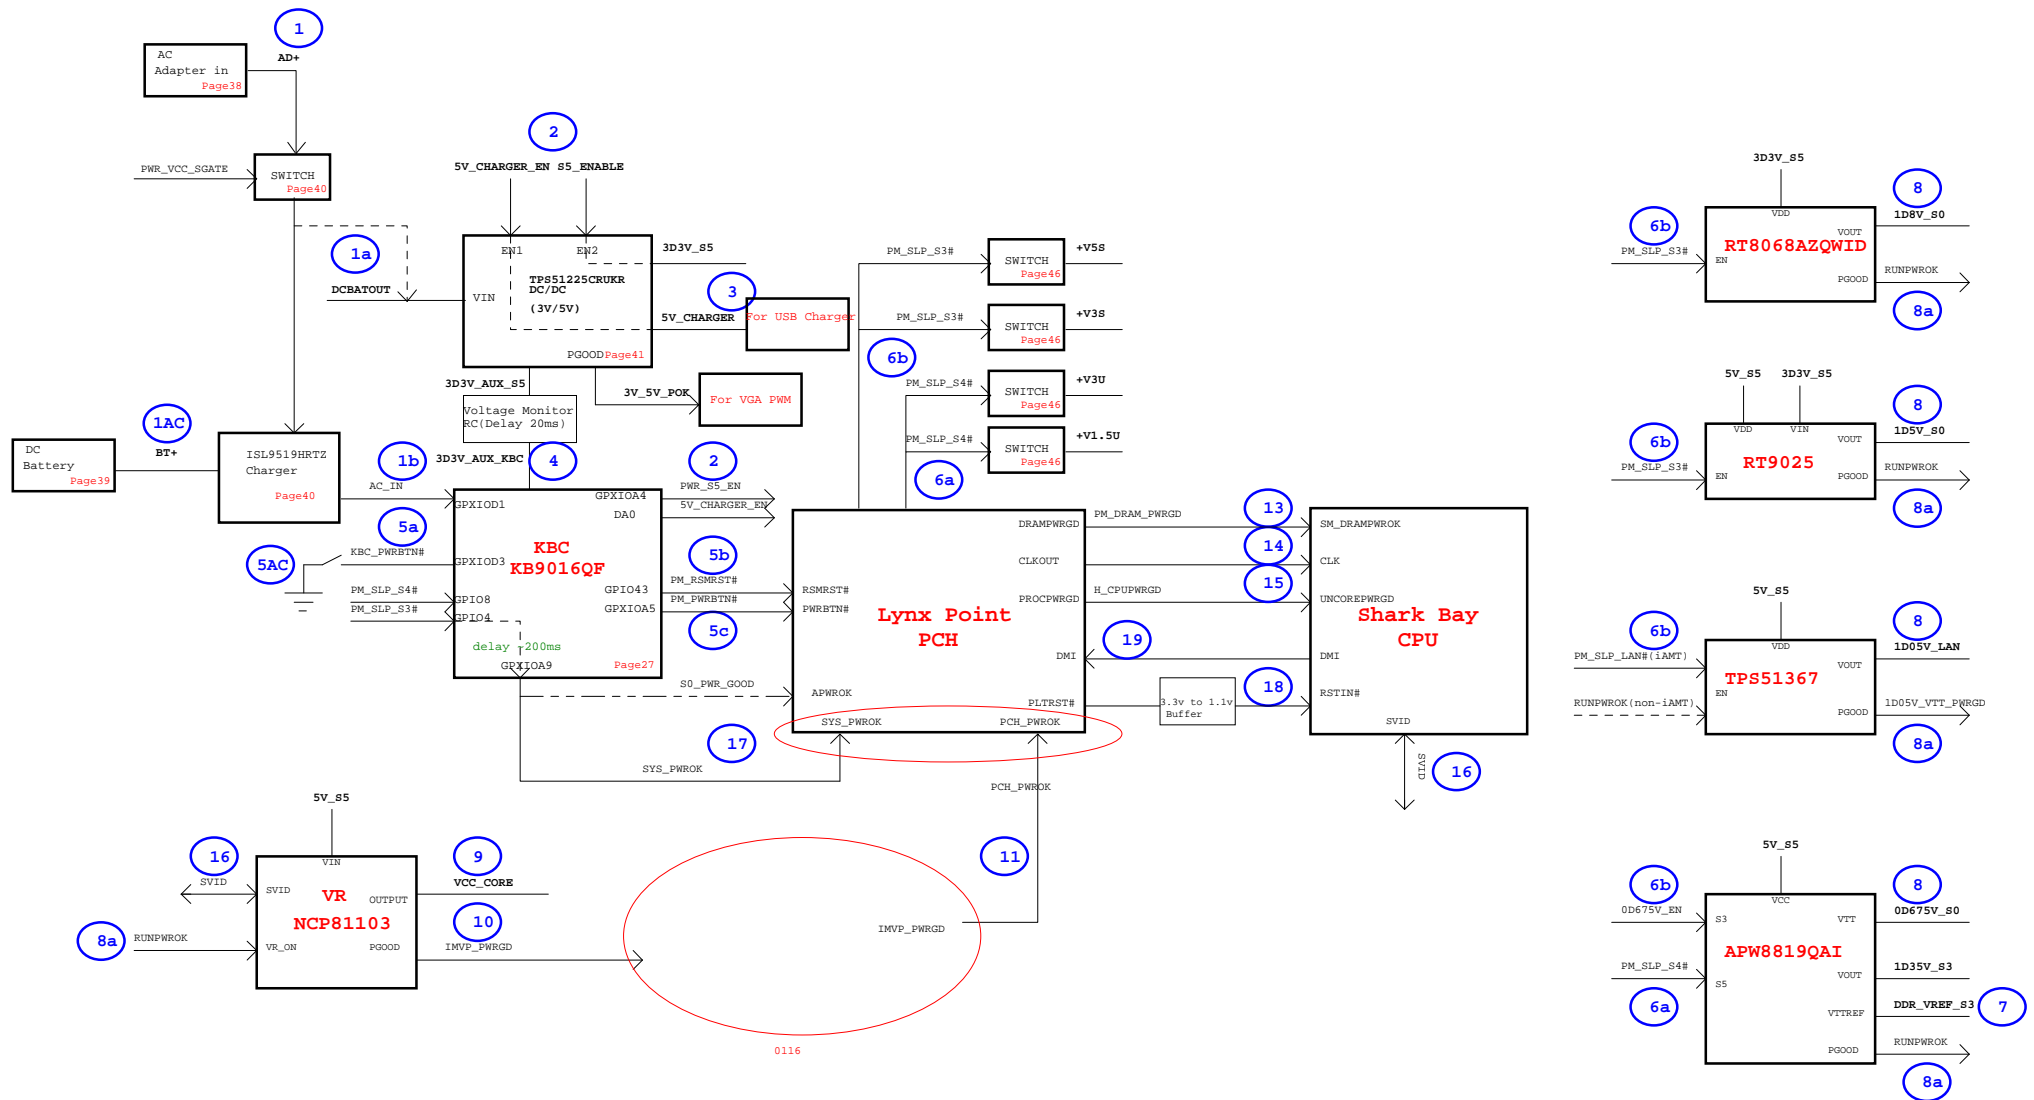 1
AD+
AC
Adapter in
Page38
PWR_VCC_SGATE
SWITCH
Page40
1a
DCBATOUT
2
5V_CHARGER_EN S5_ENABLE
EN1
EN2
TPS51225CRUKR
DC/DC
(3V/5V)
VIN
PGOOD
Page41
3D3V_S5
3
5V_CHARGER
For USB Charger
3D3V_AUX_S5
3V_5V_POK
For VGA PWM
Voltage Monitor
RC(Delay 20ms)
3D3V_AUX_KBC
4
1AC
BT+
DC
Battery
Page39
ISL9519HRTZ
Charger
Page40
1b
AC_IN
5a
KBC_PWRBTN#
5AC
PM_SLP_S4#
PM_SLP_S3#
GPXIOD1
GPXIOD3
GPIO8
GPIO4
KBC
KB9016QF
GPXIOA4
DA0
GPIO43
GPXIOA5
delay ~200ms
GPXIOA9
Page27
2
PWR_S5_EN
5V_CHARGER_EN
5b
PM_RSMRST#
PM_PWRBTN#
5c
S0_PWR_GOOD
17
SYS_PWROK
PM_SLP_S3#
SWITCH
Page46
+V5S
PM_SLP_S3#
SWITCH
Page46
+V3S
6b
PM_SLP_S4#
SWITCH
Page46
+V3U
PM_SLP_S4#
SWITCH
Page46
+V1.5U
6a
RSMRST#
PWRBTN#
APWROK
SYS_PWROK
PCH_PWROK
Lynx Point
PCH
DRAMPWRGD
CLKOUT
PROCPWRGD
DMI
PLTRST#
PM_DRAM_PWRGD
13
14
15
H_CPUPWRGD
19
18
3.3v to 1.1v
Buffer
SM_DRAMPWROK
CLK
UNCOREPWRGD
Shark Bay
CPU
DMI
RSTIN#
SVID
SVID
16
PCH_PWROK
11
IMVP_PWRGD
0116
5V_S5
16
SVID
8a
RUNPWROK
VIN
SVID
VR
NCP81103
OUTPUT
VR_ON
PGOOD
9
VCC_CORE
10
IMVP_PWRGD
3D3V_S5
6b
PM_SLP_S3#
VDD
VOUT
RT8068AZQWID
EN
PGOOD
8
1D8V_S0
RUNPWROK
8a
5V_S5
3D3V_S5
6b
PM_SLP_S3#
VDD
VIN
VOUT
RT9025
EN
PGOOD
8
1D5V_S0
RUNPWROK
8a
5V_S5
6b
PM_SLP_LAN#(iAMT)
RUNPWROK(non-iAMT)
VDD
VOUT
TPS51367
EN
PGOOD
8
1D05V_LAN
1D05V_VTT_PWRGD
8a
5V_S5
6b
0D675V_EN
PM_SLP_S4#
6a
VCC
S3
VTT
APW8819QAI
VOUT
S5
VTTREF
PGOOD
8
0D675V_S0
1D35V_S3
DDR_VREF_S3
7
RUNPWROK
8a